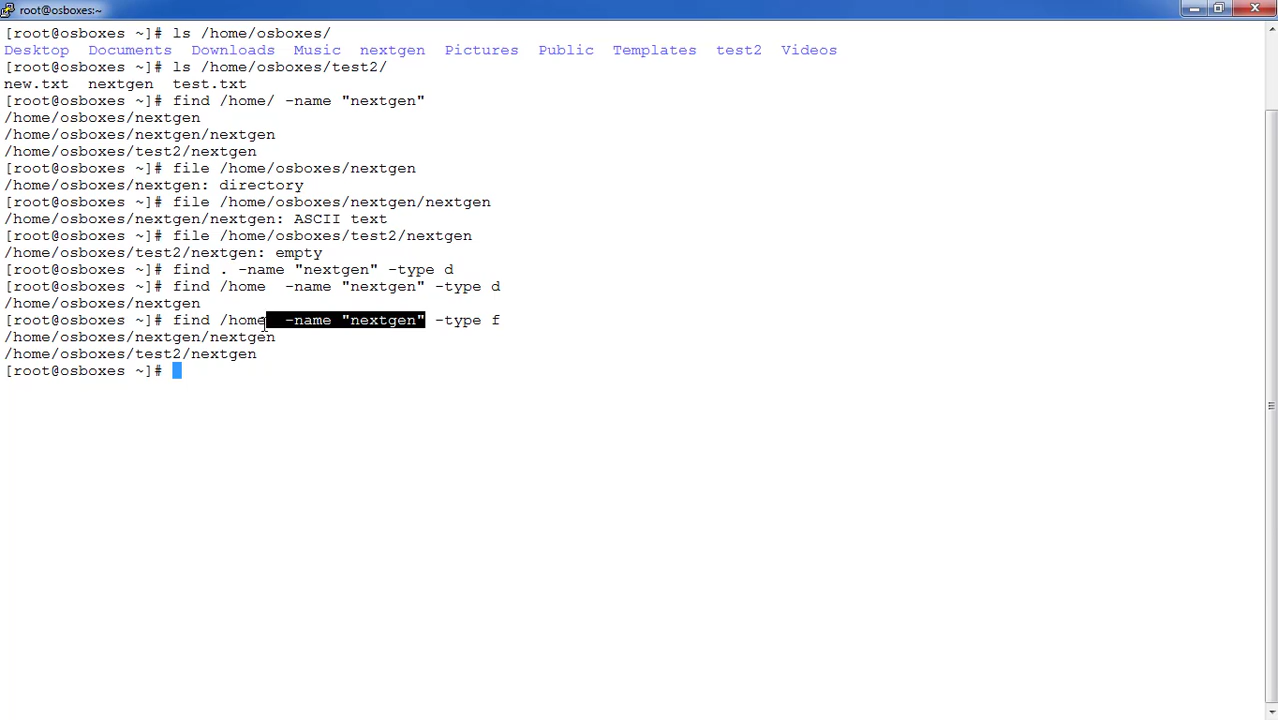 root@osboxes:~
[root@osboxes ~]# ls /home/osboxes/
Desktop  Documents  Downloads  Music  nextgen  Pictures  Public  Templates  test2  Videos
[root@osboxes ~]# ls /home/osboxes/test2/
new.txt  nextgen  test.txt
[root@osboxes ~]# find /home/ -name "nextgen"
/home/osboxes/nextgen
/home/osboxes/nextgen/nextgen
/home/osboxes/test2/nextgen
[root@osboxes ~]# file /home/osboxes/nextgen
/home/osboxes/nextgen: directory
[root@osboxes ~]# file /home/osboxes/nextgen/nextgen
/home/osboxes/nextgen/nextgen: ASCII text
[root@osboxes ~]# file /home/osboxes/test2/nextgen
/home/osboxes/test2/nextgen: empty
[root@osboxes ~]# find . -name "nextgen" -type d
[root@osboxes ~]# find /home  -name "nextgen" -type d
/home/osboxes/nextgen
[root@osboxes ~]# find /home  -name "nextgen" -type f
/home/osboxes/nextgen/nextgen
/home/osboxes/test2/nextgen
[root@osboxes ~]#